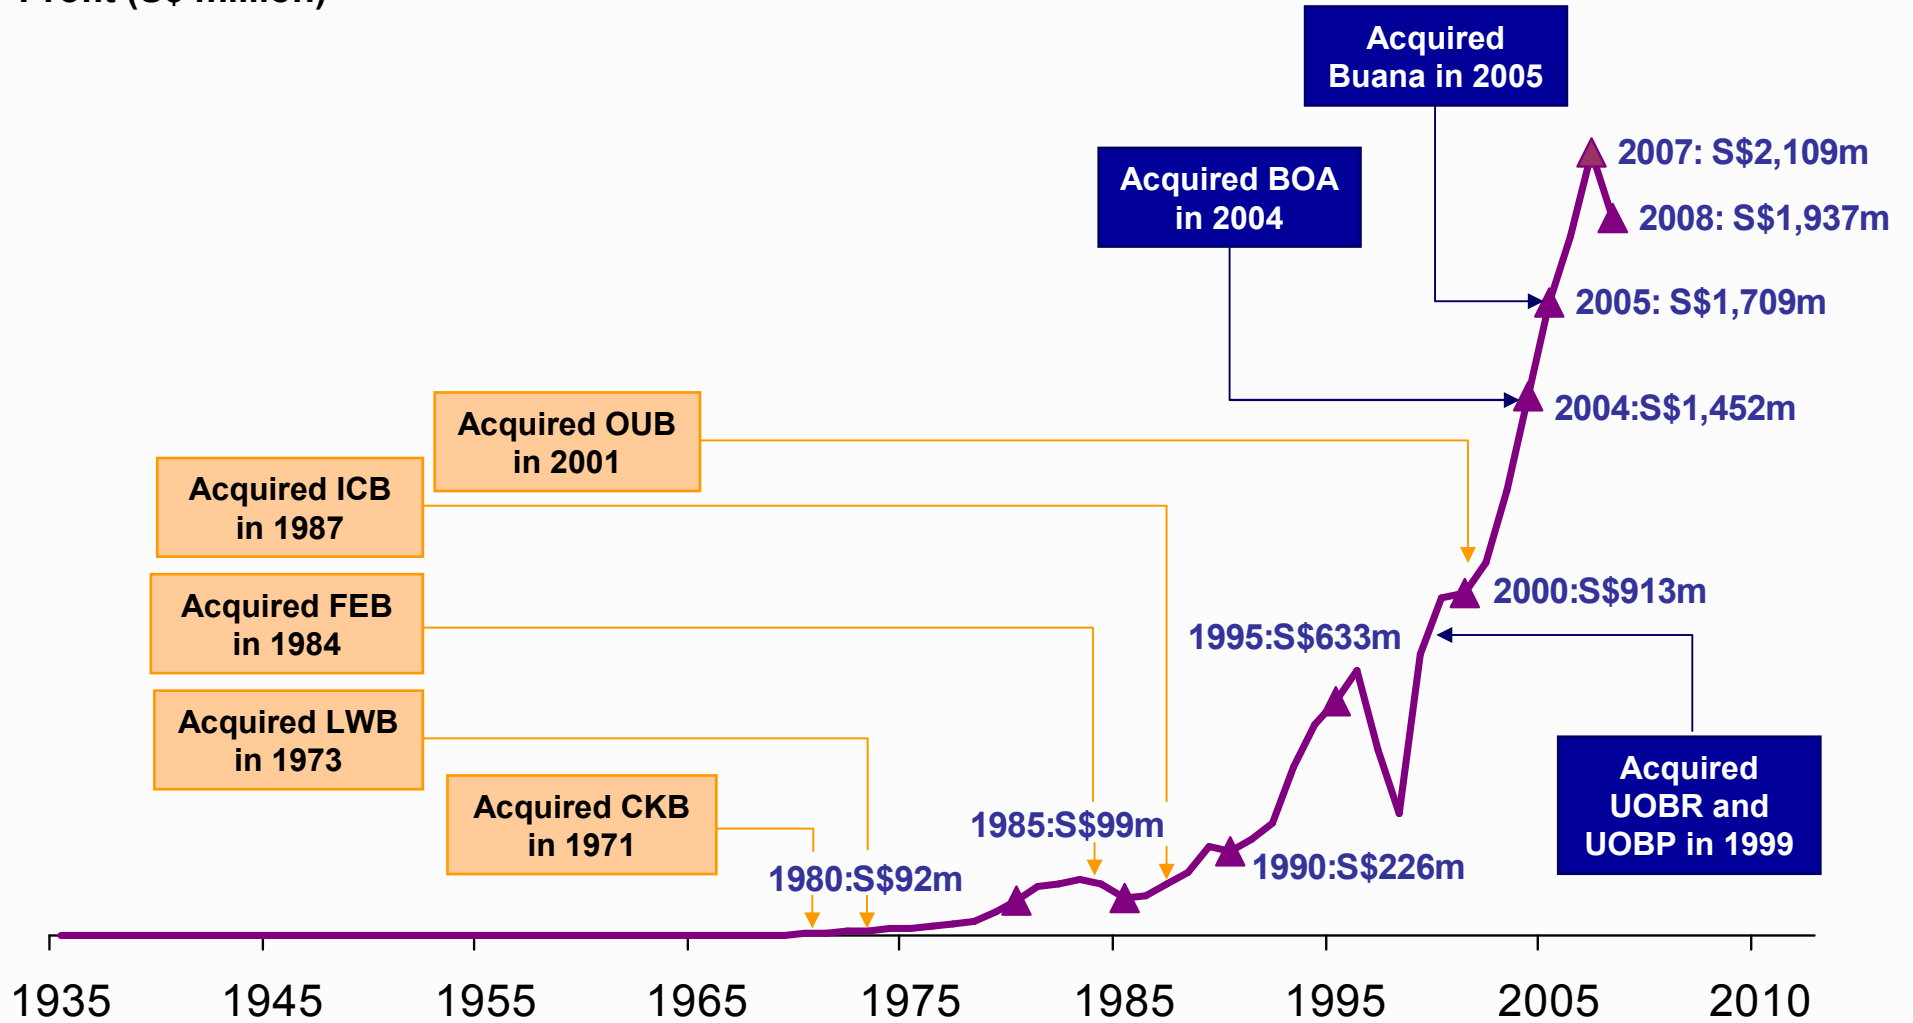 Profit (S$ million)
Acquired
Buana in 2005
2007: S$2,109m
Acquired BOA
in 2004
2008: S$1,937m
2005: S$1,709m
2004:S$1,452m
Acquired OUB
in 2001
Acquired ICB
in 1987
Acquired FEB
in 1984
2000:S$913m
1995:S$633m
Acquired LWB
in 1973
Acquired
UOBR and
UOBP in 1999
Acquired CKB
in 1971
1985:S$99m
1980:S$92m
1990:S$226m
1935 1945 1955 1965 1975 1985 1995 2005 2010